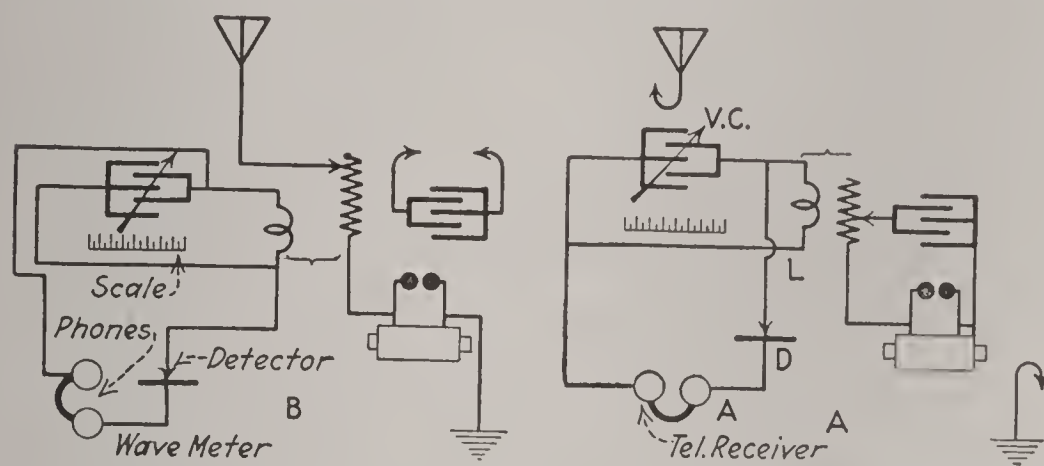 Scale
Phones
Detector
B
Wave Meter
V.C.
L
D
A
A
Tel. Receiver